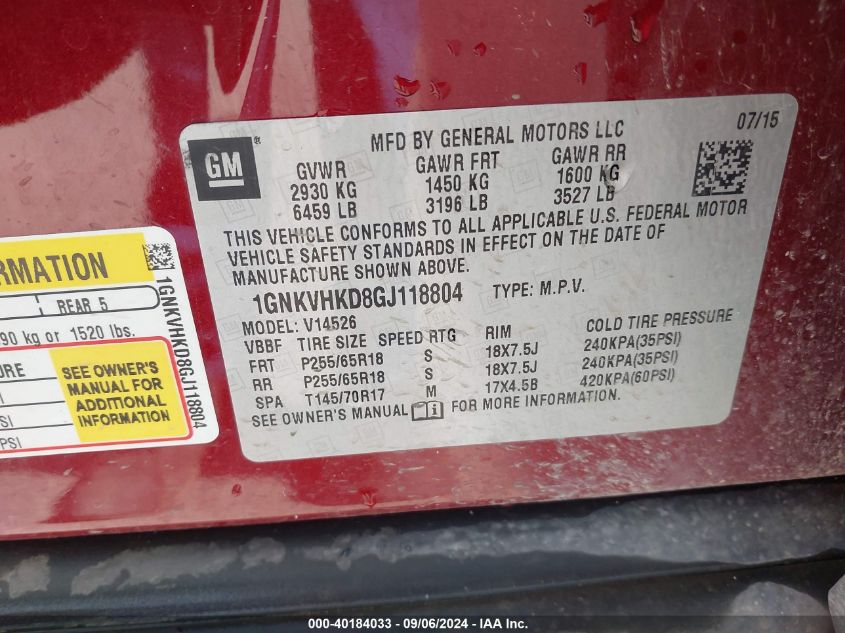 GM
MFD BY GENERAL MOTORS LLC
07/15
GVWR GAWR FRT GAWR RR
2930 KG 1450 KG 1600 KG
6459 LB 3196 LB 3527 LB
THIS VEHICLE CONFORMS TO ALL APPLICABLE U.S. FEDERAL MOTOR
VEHICLE SAFETY STANDARDS IN EFFECT ON THE DATE OF
MANUFACTURE SHOWN ABOVE.
1GNKVHKD8GJ118804 TYPE: M.P.V.
MODEL: V14526
VBBF TIRE SIZE SPEED RTG RIM COLD TIRE PRESSURE
FRT P255/65R18 S 18X7.5J 240KPA(35PSI)
RR P255/65R18 S 18X7.5J 240KPA(35PSI)
SPA T145/70R17 M 17X4.5B 420KPA(60PSI)
SEE OWNER'S MANUAL FOR MORE INFORMATION.
RMATION
REAR 5
90 kg or 1520 lbs.
URE
SI
SI
PSI
SEE OWNER'S
MANUAL FOR
ADDITIONAL
INFORMATION
1GNKVHKD8GJ118804
000-40184033 - 09/06/2024 - IAA Inc.